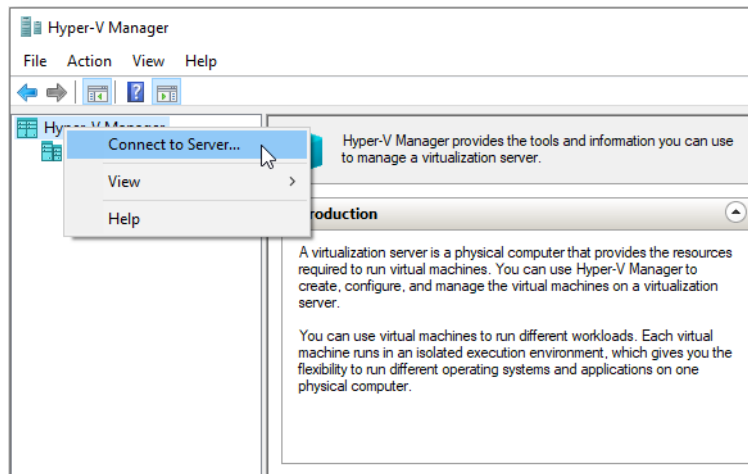 Hyper-V Manager
File Action View Help
Hyper-V Manager
Connect to Server...
View
Help
Hyper-V Manager provides the tools and information you can use
to manage a virtualization server.
roduction
A virtualization server is a physical computer that provides the resources
required to run virtual machines. You can use Hyper-V Manager to
create, configure, and manage the virtual machines on a virtualization
server.
You can use virtual machines to run different workloads. Each virtual
machine runs in an isolated execution environment, which gives you the
flexibility to run different operating systems and applications on one
physical computer.